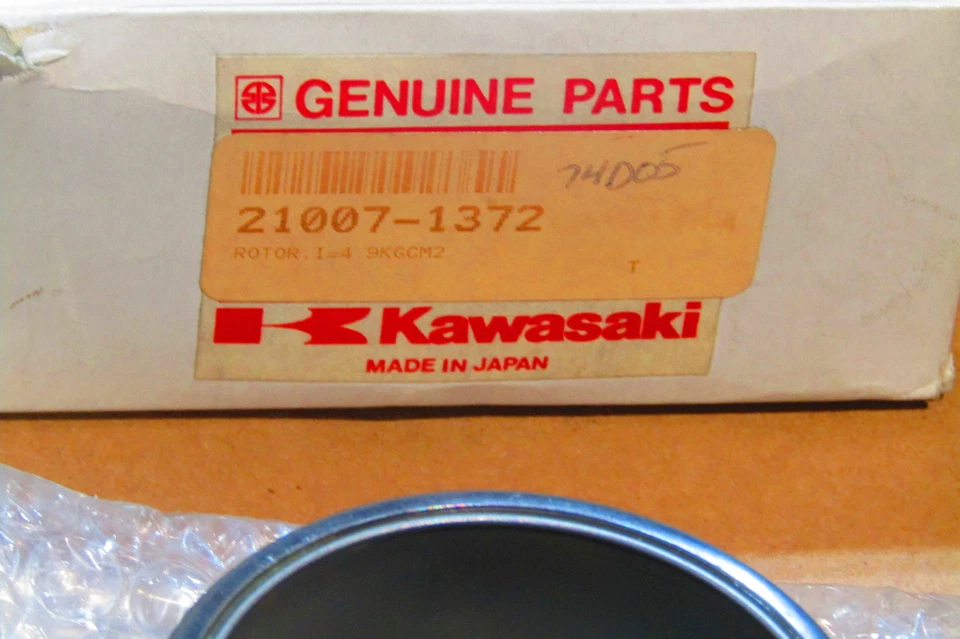 GENUINE PARTS
74D05
21007-1372
ROTOR,I=4.9KGCM2
T
Kawasaki
MADE IN JAPAN